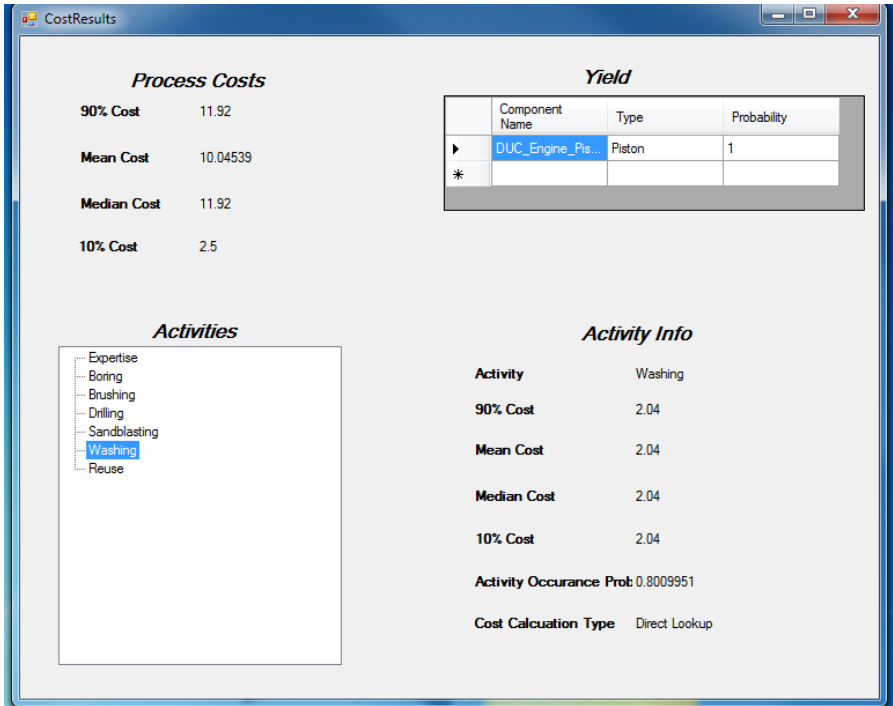 CostResults
Process Costs
90% Cost 11.92
Mean Cost 10.04539
Median Cost 11.92
10% Cost 2.5
Yield
Component Name Type Probability
DUC_Engine_Pis... Piston 1
Activities
Expertise
Boring
Brushing
Drilling
Sandblasting
Washing
Reuse
Activity Info
Activity Washing
90% Cost 2.04
Mean Cost 2.04
Median Cost 2.04
10% Cost 2.04
Activity Occurance Prob 0.8009951
Cost Calcuation Type Direct Lookup